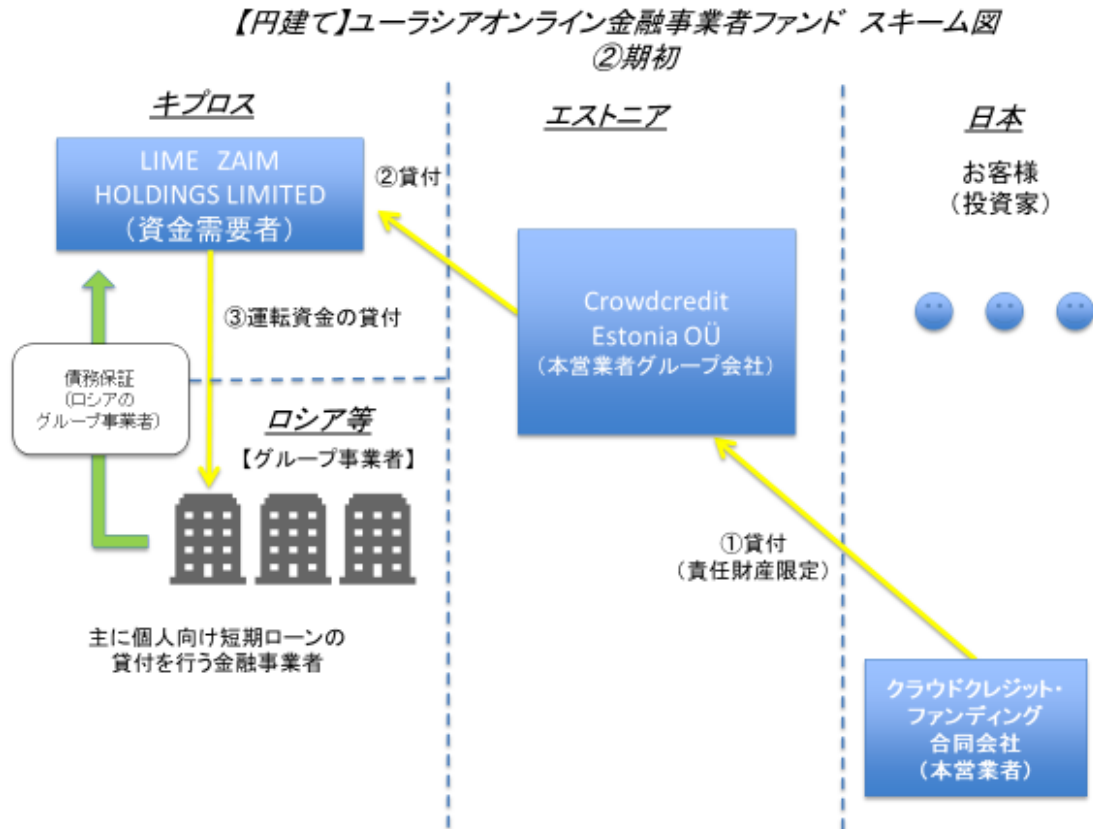 【円建て】ユーラシアオンライン金融事業者ファンド スキーム図
②期初
キプロス
エストニア
日本
LIME ZAIM
HOLDINGS LIMITED
（資金需要者）
②貸付
お客様
（投資家）
Crowdcredit
Estonia OÜ
（本営業者グループ会社）
③運転資金の貸付
債務保証
(ロシアの
グループ事業者)
ロシア等
【グループ事業者】
①貸付
（責任財産限定）
主に個人向け短期ローンの
貸付を行う金融事業者
クラウドクレジット・
ファンディング
合同会社
（本営業者）